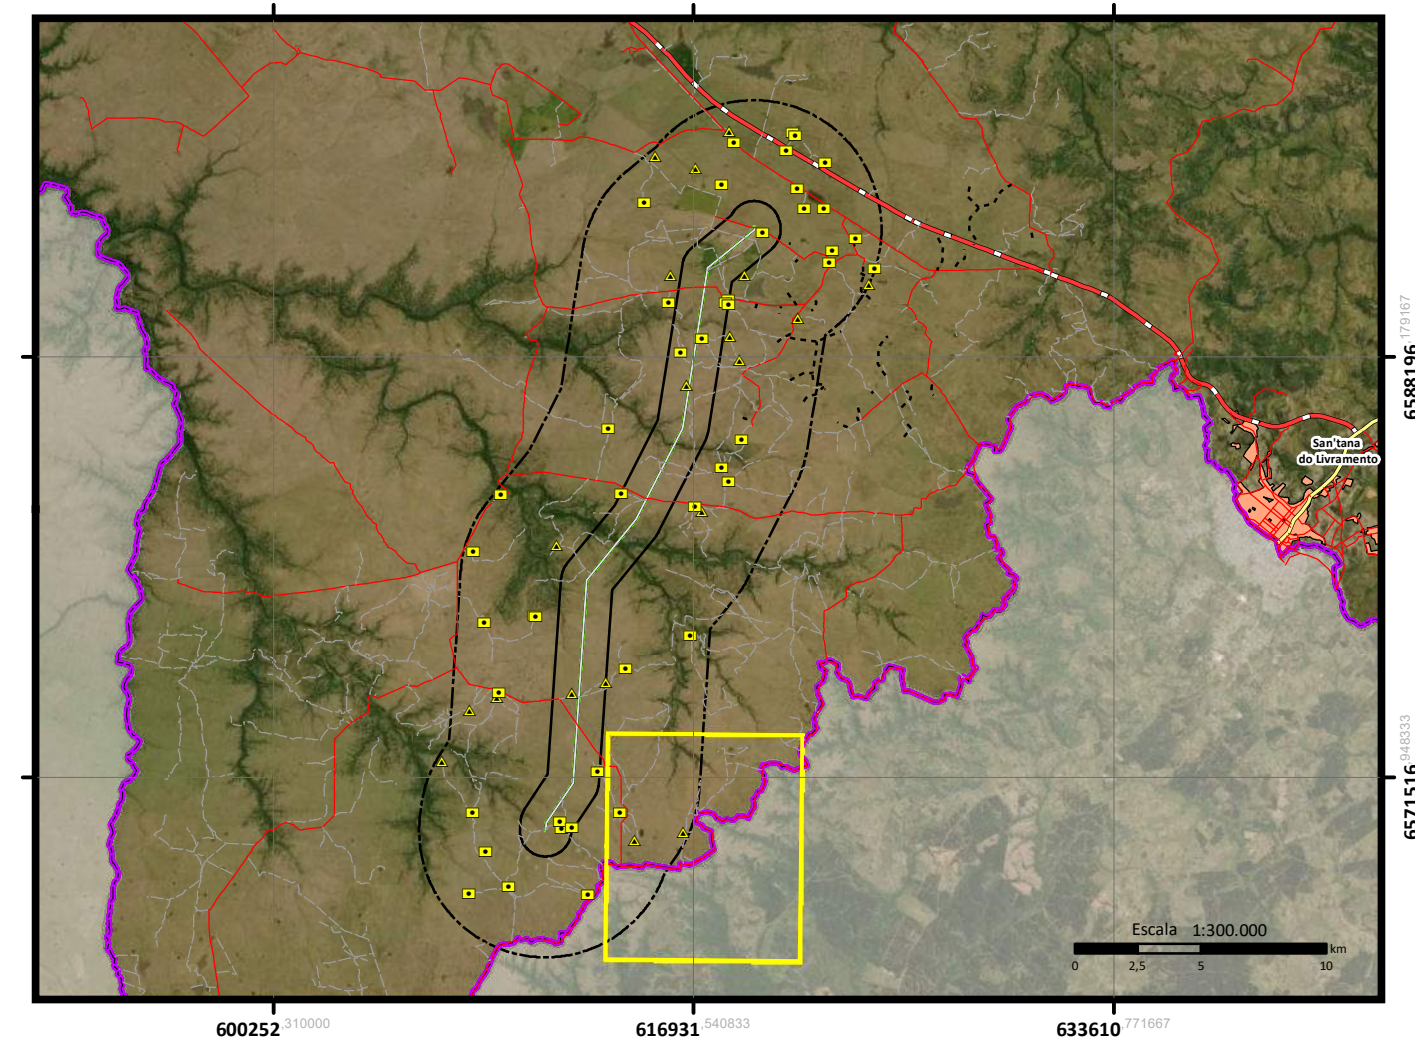 6588196,179167
San'tana
do Livramento
6571516,948333
Escala 1:300.000
km
0 2,5 5 10
600252,310000 616931,540833 633610,771667